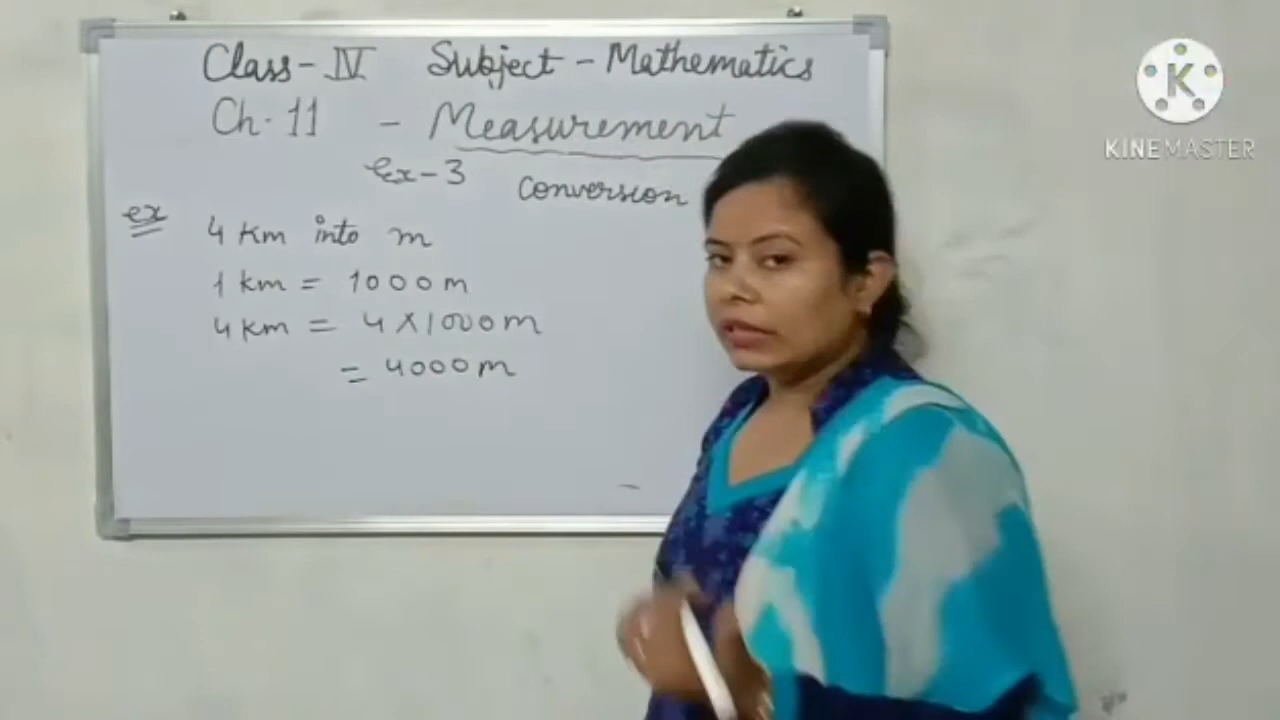 Class - IV Subject - Mathematics
Ch. 11 - Measurement
Ex - 3 Conversion
ex 4 Km into m
1 km = 1000 m
4 km = 4 X 1000 m
= 4000 m
K
KINEMASTER